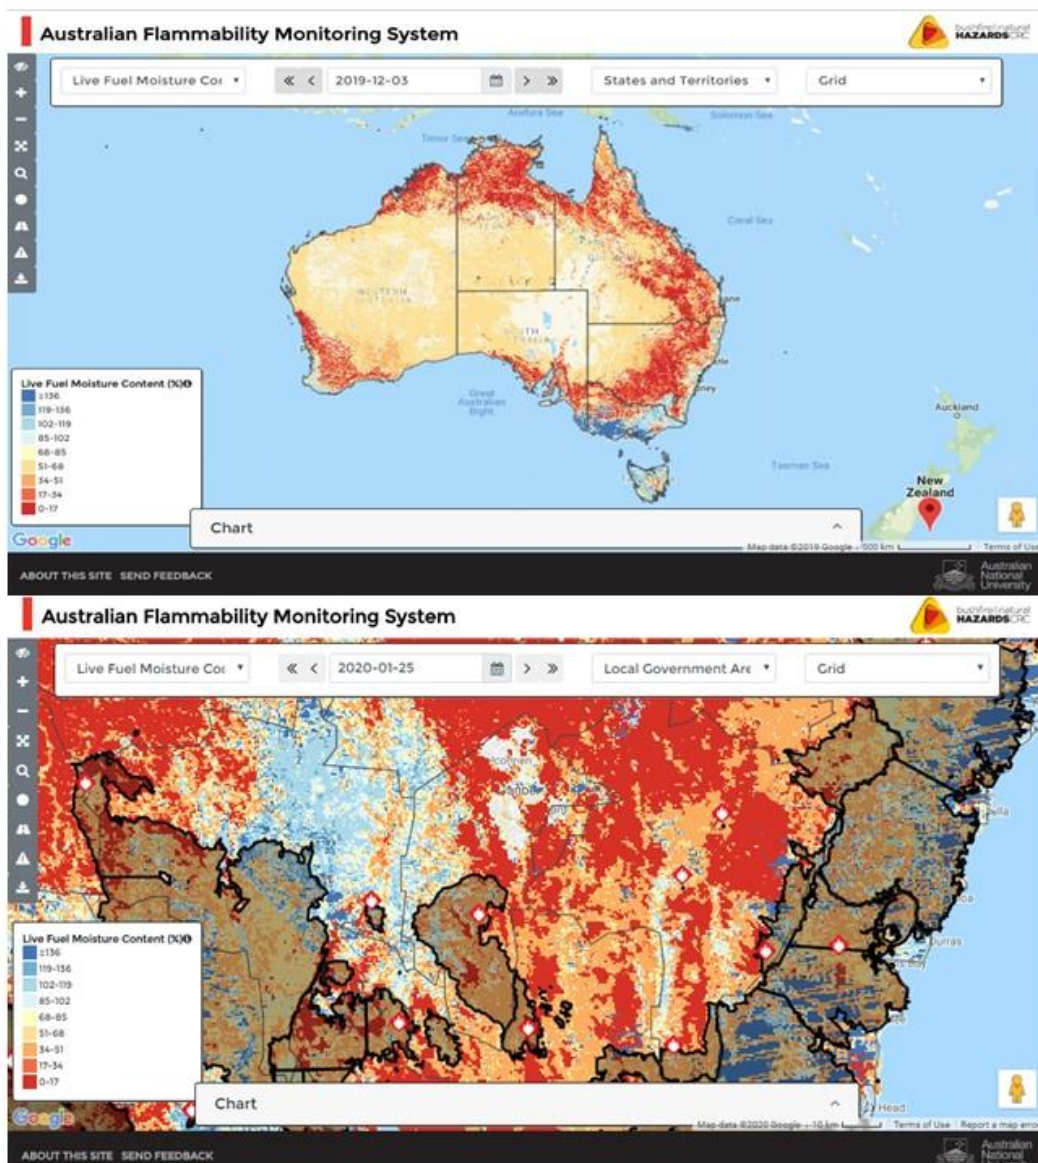 Australian Flammability Monitoring System
bushfire&natural
HAZARDSCRC
Live Fuel Moisture Cor
2019-12-03
States and Territories
Grid
Arafura Sea
Solomon Sea
Timor Sea
Coral Sea
WESTERN
AUSTRALIA
SOUTH
Great
Australian
Bight
Auckland
Tasman Sea
New
Zealand
Live Fuel Moisture Content (%)
≥136
119-136
102-119
85-102
68-85
51-68
34-51
17-34
0-17
Chart
Google
Map data ©2019 Google
500 km
Terms of Use
ABOUT THIS SITE SEND FEEDBACK
Australian
National
University
Australian Flammability Monitoring System
bushfire&natural
HAZARDSCRC
Live Fuel Moisture Cor
2020-01-25
Local Government Are
Grid
Live Fuel Moisture Content (%)
≥136
119-136
102-119
85-102
68-85
51-68
34-51
17-34
0-17
Chart
Google
Head
Map data ©2020 Google
10 km
Terms of Use
Report a map error
ABOUT THIS SITE SEND FEEDBACK
Australian
National